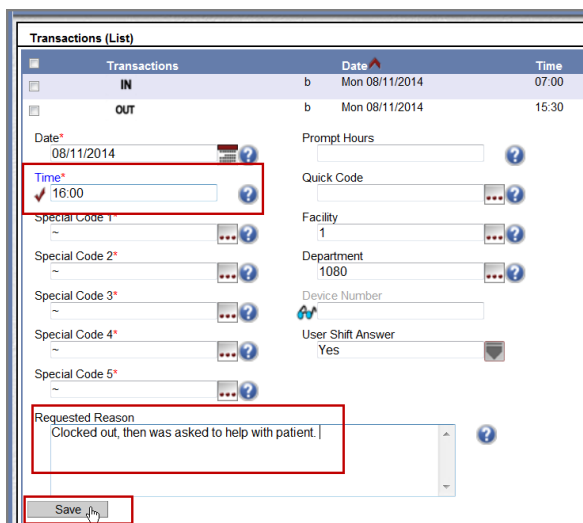 Transactions (List)
Transactions Date Time
IN b Mon 08/11/2014 07:00
OUT b Mon 08/11/2014 15:30
Date* Prompt Hours
08/11/2014
Time* Quick Code
16:00
Special Code 1* Facility
~ 1
Special Code 2* Department
~ 1080
Special Code 3* Device Number
~
Special Code 4* User Shift Answer
~ Yes
Special Code 5*
~
Requested Reason
Clocked out, then was asked to help with patient.
Save